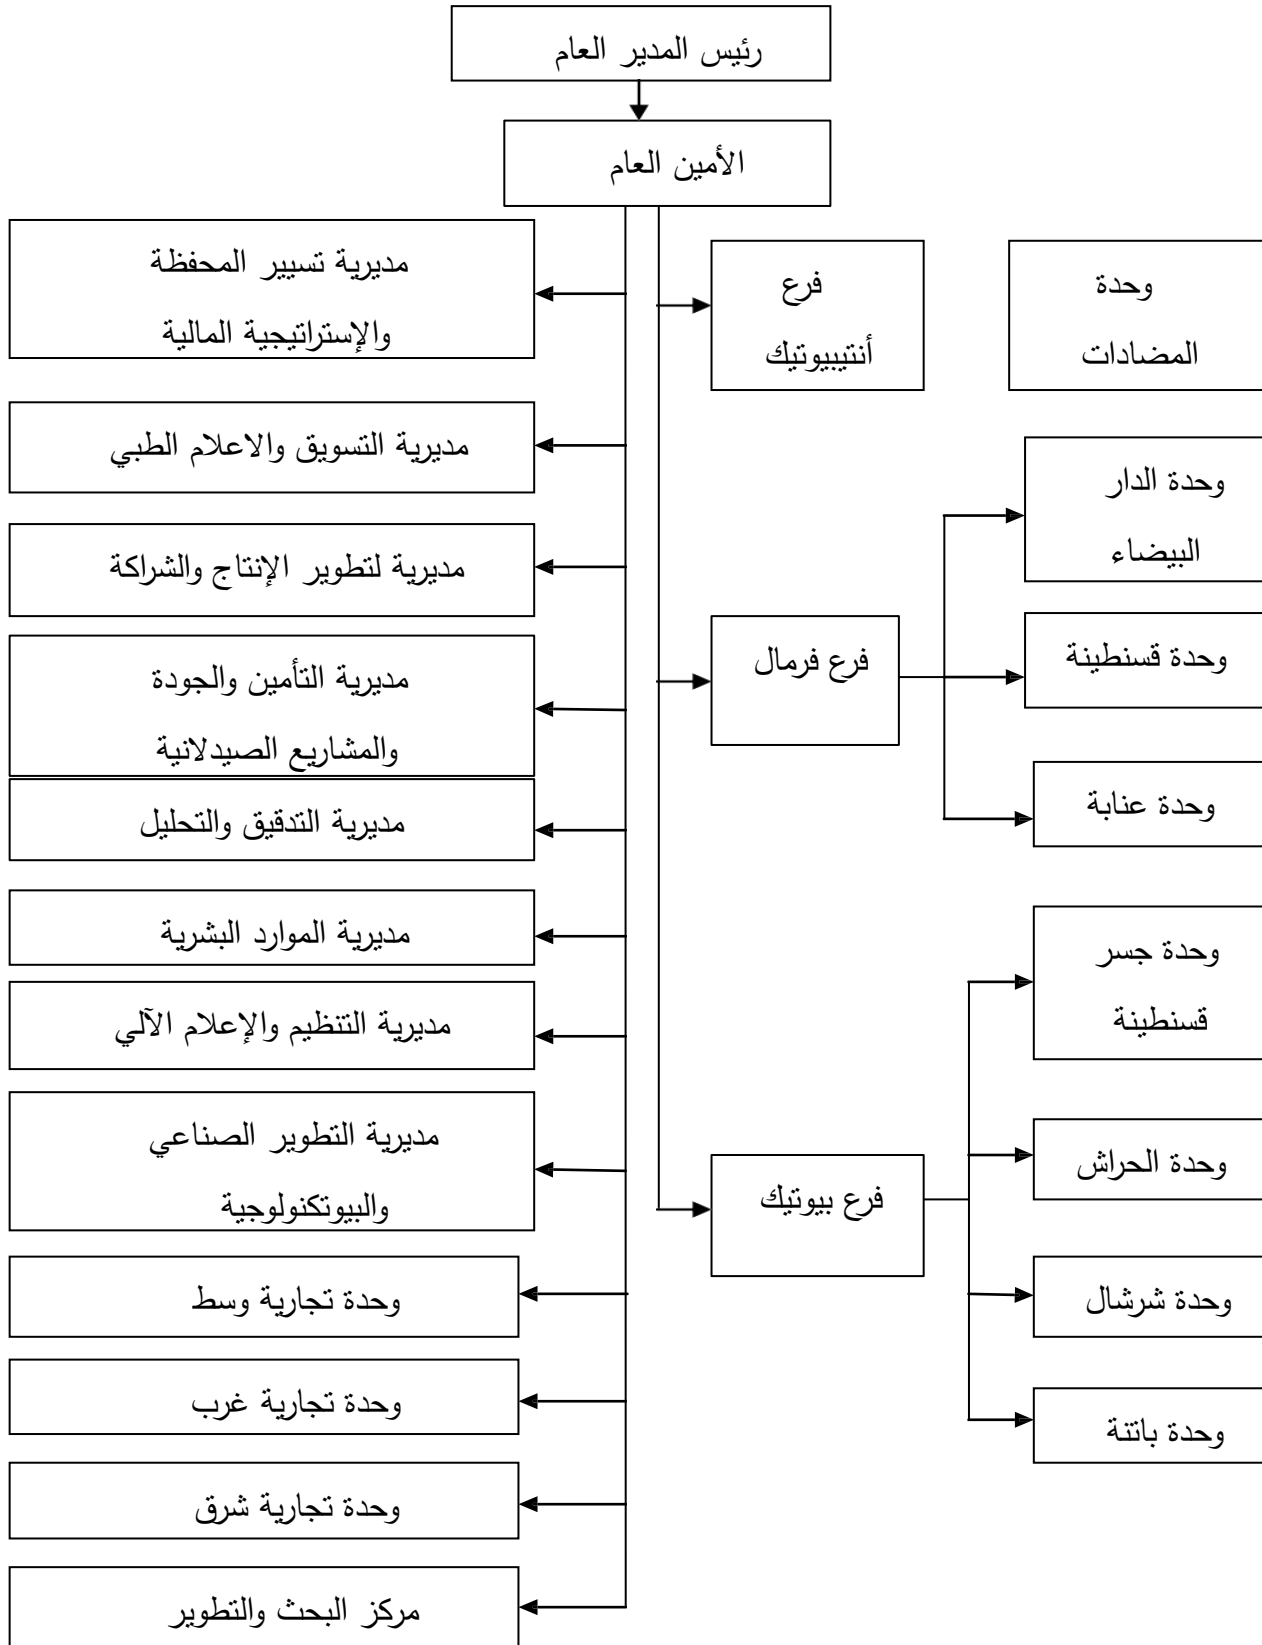 رئيس المدير العام
الأمين العام
وحدة
المضادات
فرع
أنتيبيوتيك
مديرية تسيير المحفظة
والإستراتيجية المالية
مديرية التسويق والاعلام الطبي
وحدة الدار
البيضاء
مديرية لتطوير الإنتاج والشراكة
وحدة قسنطينة
فرع فرمال
مديرية التأمين والجودة
والمشاريع الصيدلانية
وحدة عنابة
مديرية التدقيق والتحليل
وحدة جسر
قسنطينة
مديرية الموارد البشرية
مديرية التنظيم والإعلام الآلي
وحدة الحراش
فرع بيوتيك
مديرية التطوير الصناعي
والبيوتكنولوجية
وحدة شرشال
وحدة تجارية وسط
وحدة باتنة
وحدة تجارية غرب
وحدة تجارية شرق
مركز البحث والتطوير